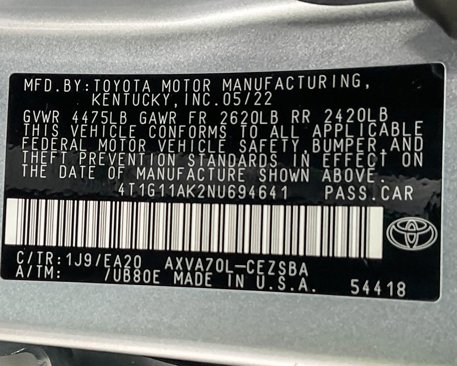 MFD.BY:TOYOTA MOTOR MANUFACTURING,
KENTUCKY, INC.05/22
GVWR 4475LB GAWR FR 2620LB RR 2420LB
THIS VEHICLE CONFORMS TO ALL APPLICABLE
FEDERAL MOTOR VEHICLE SAFETY,BUMPER,AND
THEFT PREVENTION STANDARDS IN EFFECT ON
THE DATE OF MANUFACTURE SHOWN ABOVE.
4T1G11AK2NU694641 PASS.CAR
C/TR:1J9/EA20 AXVA70L-CEZSBA
A/TM: /UB80E MADE IN U.S.A. 54418